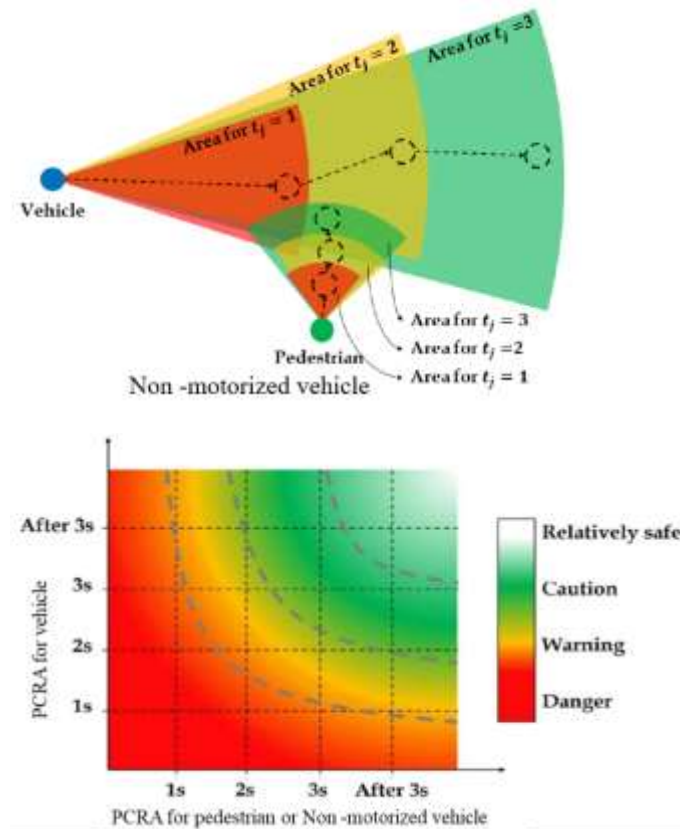 Area for t_j = 3
Area for t_j = 2
Area for t_j = 1
Vehicle
Area for t_j = 3
Area for t_j =2
Area for t_j = 1
Pedestrian
Non -motorized vehicle
After 3s
3s
2s
1s
PCRA for vehicle
1s 2s 3s After 3s
PCRA for pedestrian or Non -motorized vehicle
Relatively safe
Caution
Warning
Danger